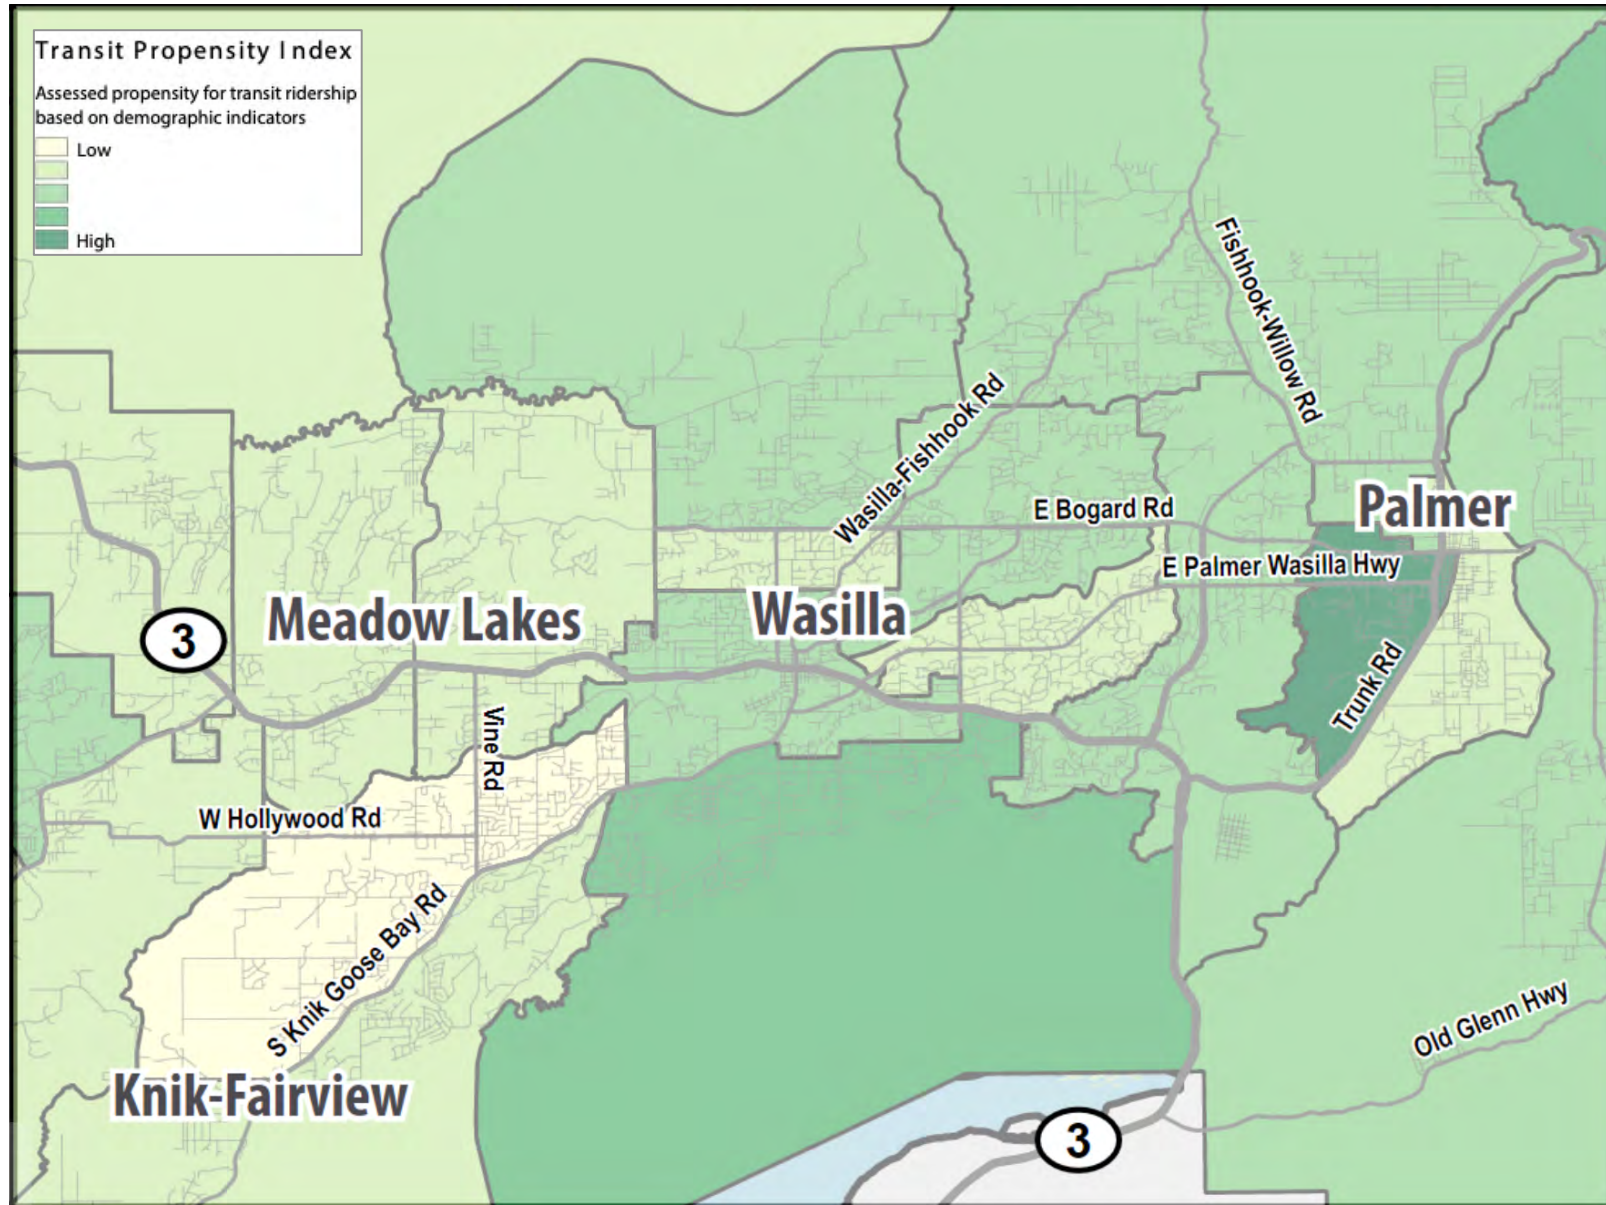 Transit Propensity Index
Assessed propensity for transit ridership
based on demographic indicators
Low
High
Fishhook-Willow Rd
Wasilla-Fishhook Rd
E Bogard Rd
Palmer
E Palmer Wasilla Hwy
Meadow Lakes
Wasilla
3
Trunk Rd
Vine Rd
W Hollywood Rd
S Knik Goose Bay Rd
Old Glenn Hwy
Knik-Fairview
3